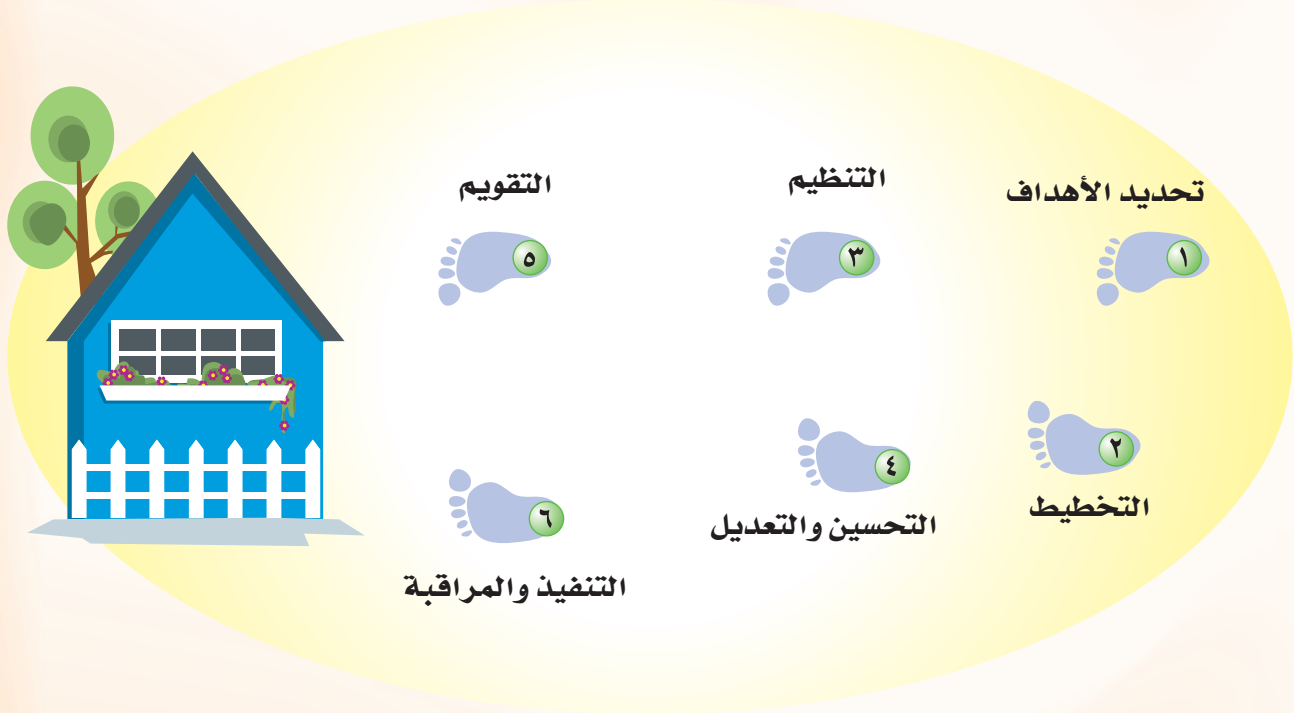 تحديد الأهداف
١
٢
التخطيط
التنظيم
٣
٤
التحسين والتعديل
التقويم
٥
٦
التنفيذ والمراقبة